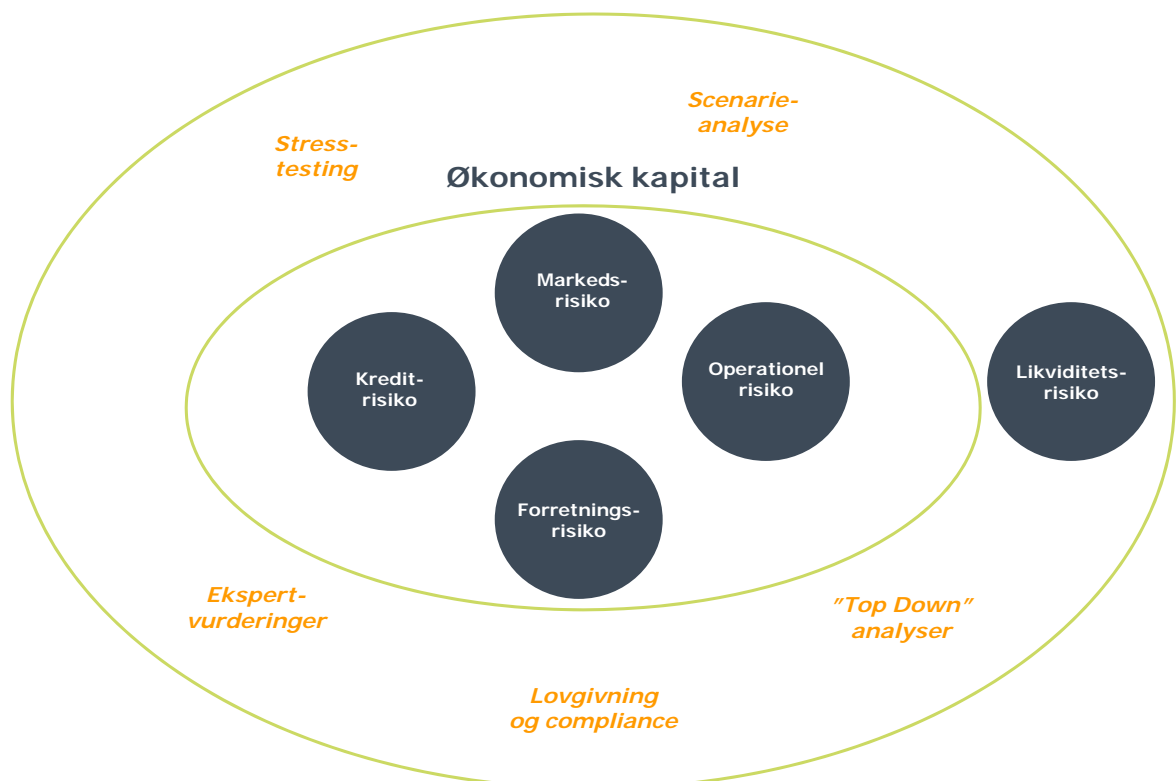 Scenarie-
analyse
Stress-
testing
Økonomisk kapital
Markeds-
risiko
Kredit-
risiko
Operationel
risiko
Likviditets-
risiko
Forretnings-
risiko
Ekspert-
vurderinger
”Top Down”
analyser
Lovgivning
og compliance